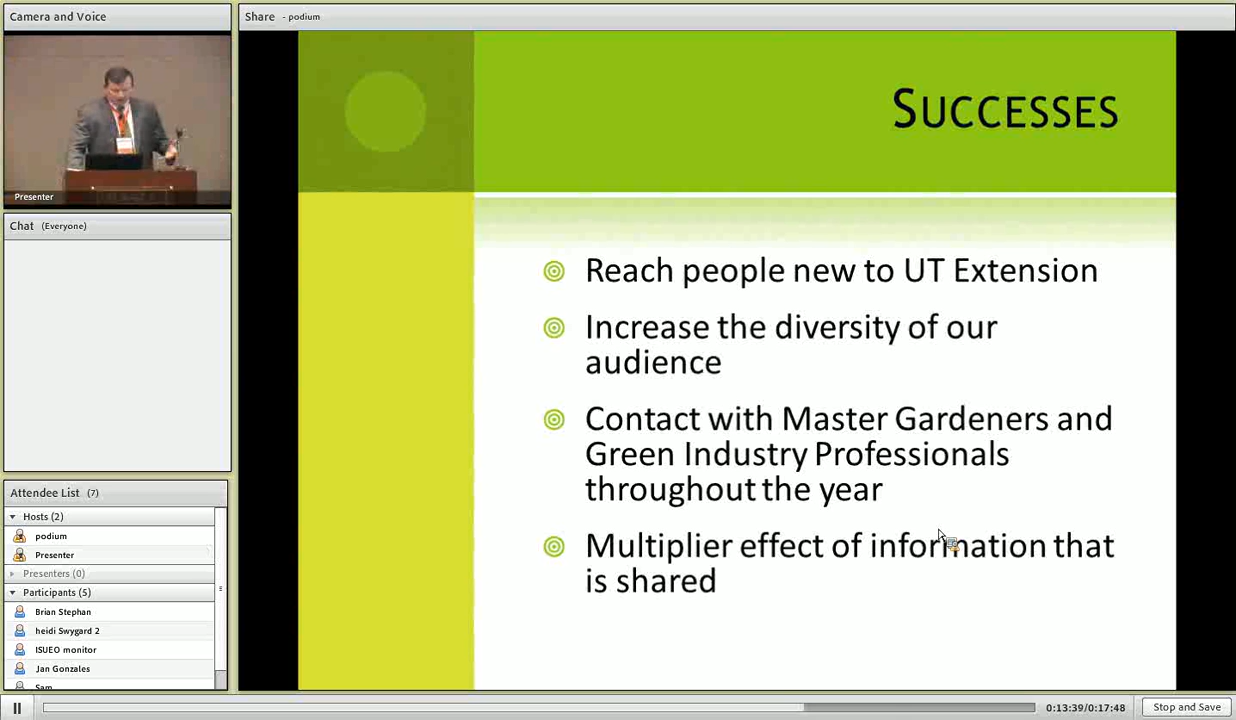 Camera and Voice
Presenter
Chat (Everyone)
Attendee List (7)
Hosts (2)
podium
Presenter
Presenters (0)
Participants (5)
Brian Stephan
heidi Swygard 2
ISUEO monitor
Jan Gonzales
Sam
Share - podium
SUCCESSES
Reach people new to UT Extension
Increase the diversity of our
audience
Contact with Master Gardeners and
Green Industry Professionals
throughout the year
Multiplier effect of information that
is shared
0:13:39/0:17:48
Stop and Save